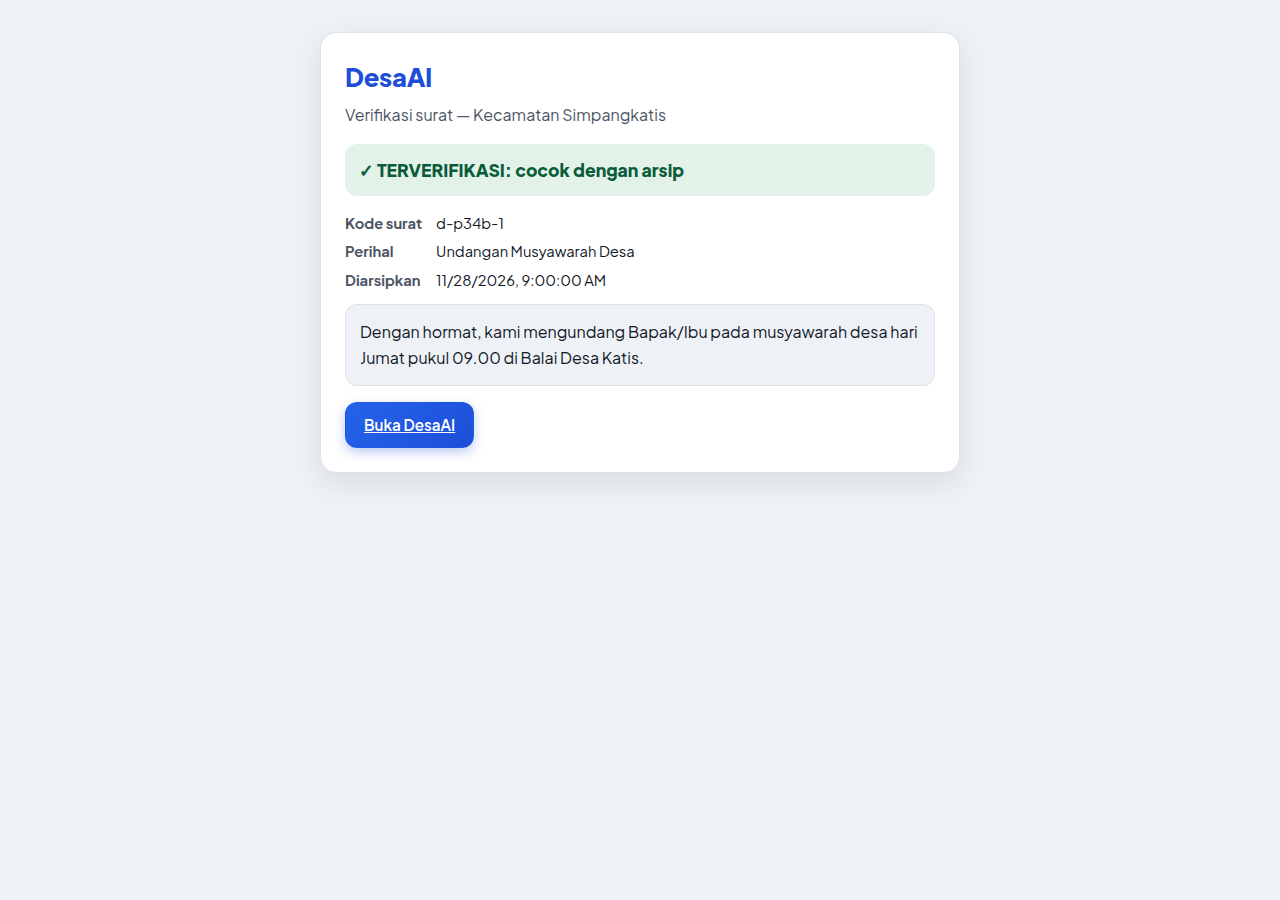 DesaAI
Verifikasi surat — Kecamatan Simpangkatis
✓ TERVERIFIKASI: cocok dengan arsip
Kode surat d-p34b-1
Perihal Undangan Musyawarah Desa
Diarsipkan 11/28/2026, 9:00:00 AM
Dengan hormat, kami mengundang Bapak/Ibu pada musyawarah desa hari
Jumat pukul 09.00 di Balai Desa Katis.
Buka DesaAI